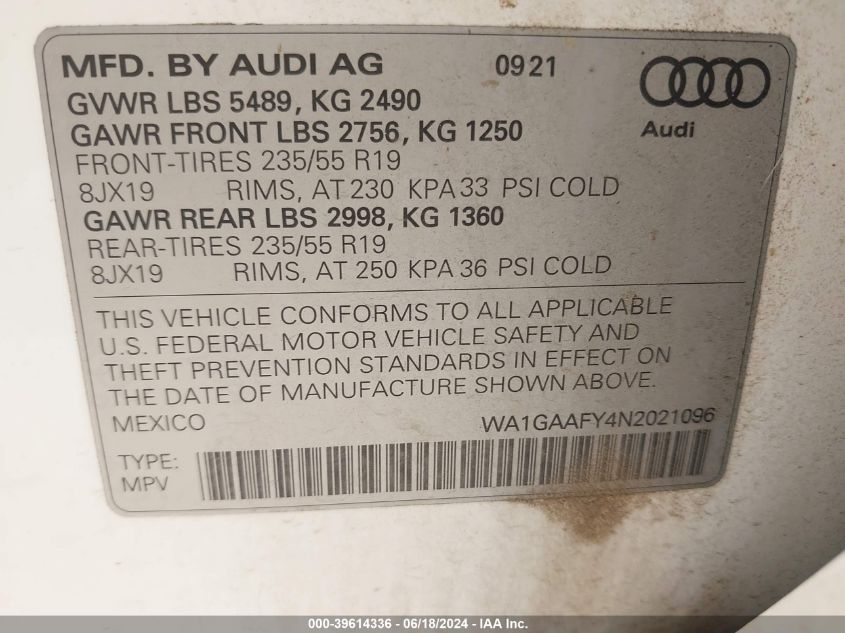 MFD. BY AUDI AG 0921
GVWR LBS 5489, KG 2490
GAWR FRONT LBS 2756, KG 1250
Audi
FRONT-TIRES 235/55 R19
8JX19 RIMS, AT 230 KPA 33 PSI COLD
GAWR REAR LBS 2998, KG 1360
REAR-TIRES 235/55 R19
8JX19 RIMS, AT 250 KPA 36 PSI COLD
THIS VEHICLE CONFORMS TO ALL APPLICABLE
U.S. FEDERAL MOTOR VEHICLE SAFETY AND
THEFT PREVENTION STANDARDS IN EFFECT ON
THE DATE OF MANUFACTURE SHOWN ABOVE.
MEXICO WA1GAAFY4N2021096
TYPE:
MPV
000-39614336 - 06/18/2024 - IAA Inc.